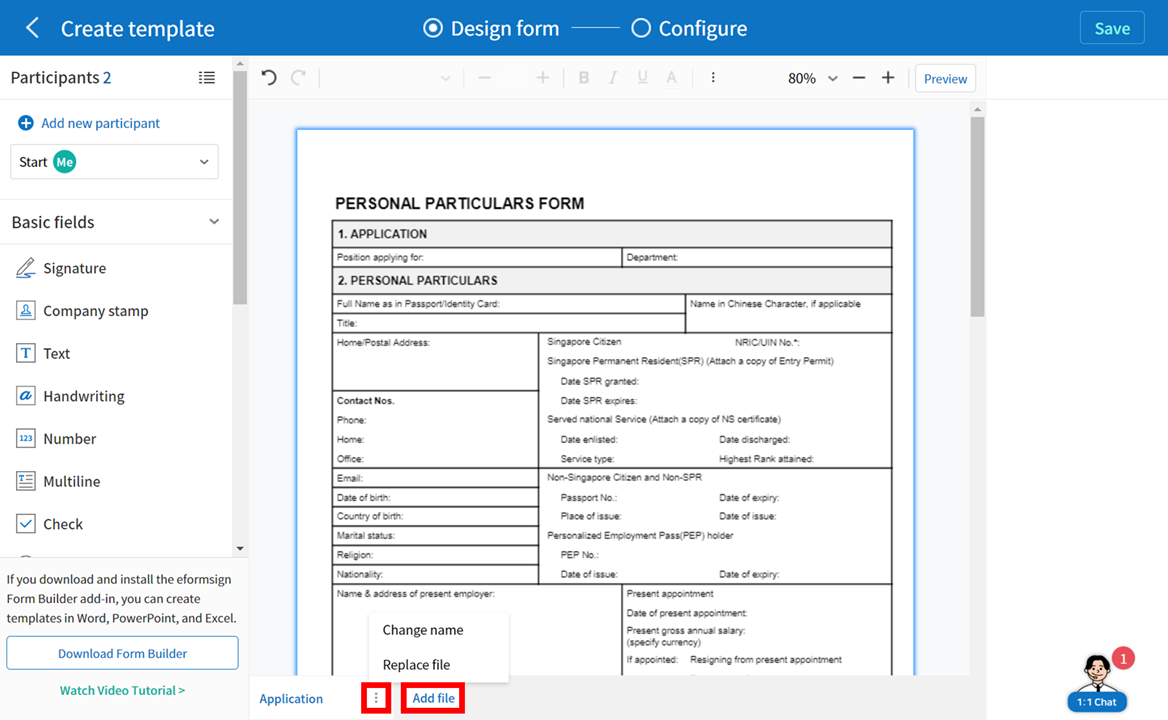 Create template
Design form
Configure
Save
Participants 2
80%
Preview
Add new participant
Start Me
Basic fields
Signature
Company stamp
Text
Handwriting
Number
Multiline
Check
If you download and install the eformsign
Form Builder add-in, you can create
templates in Word, PowerPoint, and Excel.
Download Form Builder
Watch Video Tutorial >
B I U A
PERSONAL PARTICULARS FORM
1. APPLICATION
Position applying for: Department:
2. PERSONAL PARTICULARS
Full Name as in Passport/Identity Card: Name in Chinese Character, if applicable
Title:
Home/Postal Address: Singapore Citizen NRIC/UIN No.*:
Singapore Permanent Resident(SPR) (Attach a copy of Entry Permit)
Date SPR granted:
Contact Nos. Date SPR expires:
Phone: Served national Service (Attach a copy of NS certificate)
Home: Date enlisted: Date discharged:
Office: Service type: Highest Rank attained:
Email: Non-Singapore Citizen and Non-SPR
Date of birth: Passport No.: Date of expiry:
Country of birth: Place of issue: Date of issue:
Marital status: Personalized Employment Pass(PEP) holder
Religion: PEP No.:
Nationality: Date of issue: Date of expiry:
Name & address of present employer: Present appointment
Date of present appointment:
Present gross annual salary:
(specify currency)
If appointed: Resigning from present appointment
Change name
Replace file
Application
Add file
1
1:1 Chat